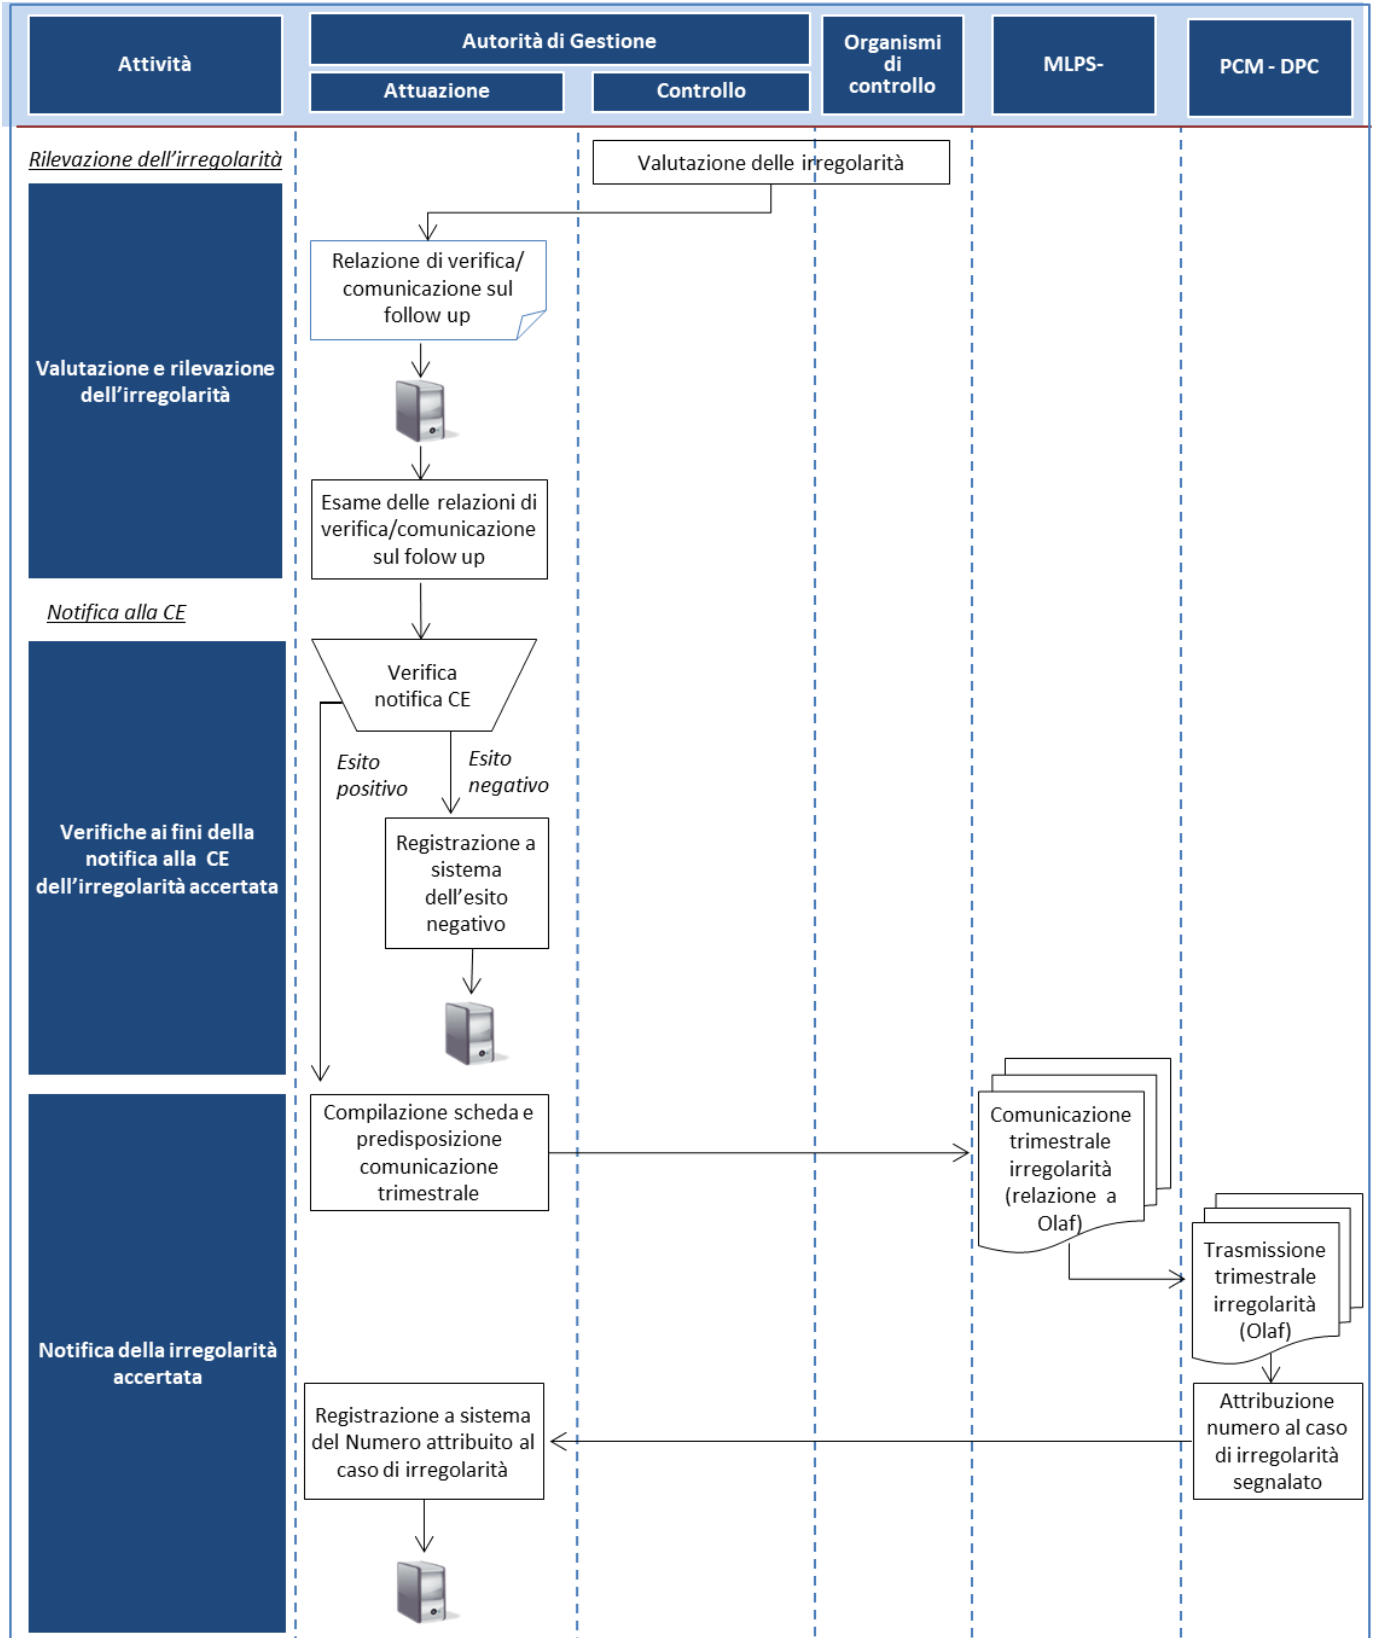 Attività
Autorità di Gestione
Attuazione
Controllo
Organismi
di
controllo
MLPS-
PCM - DPC
Rilevazione dell'irregolarità
Valutazione delle irregolarità
Valutazione e rilevazione
dell'irregolarità
Relazione di verifica/
comunicazione sul
follow up
Esame delle relazioni di
verifica/comunicazione
sul folow up
Notifica alla CE
Verifiche ai fini della
notifica alla CE
dell'irregolarità accertata
Verifica
notifica CE
Esito
positivo
Esito
negativo
Registrazione a
sistema
dell'esito
negativo
Notifica della irregolarità
accertata
Compilazione scheda e
predisposizione
comunicazione
trimestrale
Comunicazione
trimestrale
irregolarità
(relazione a
Olaf)
Trasmissione
trimestrale
irregolarità
(Olaf)
Attribuzione
numero al caso
di irregolarità
segnalato
Registrazione a sistema
del Numero attribuito al
caso di irregolarità